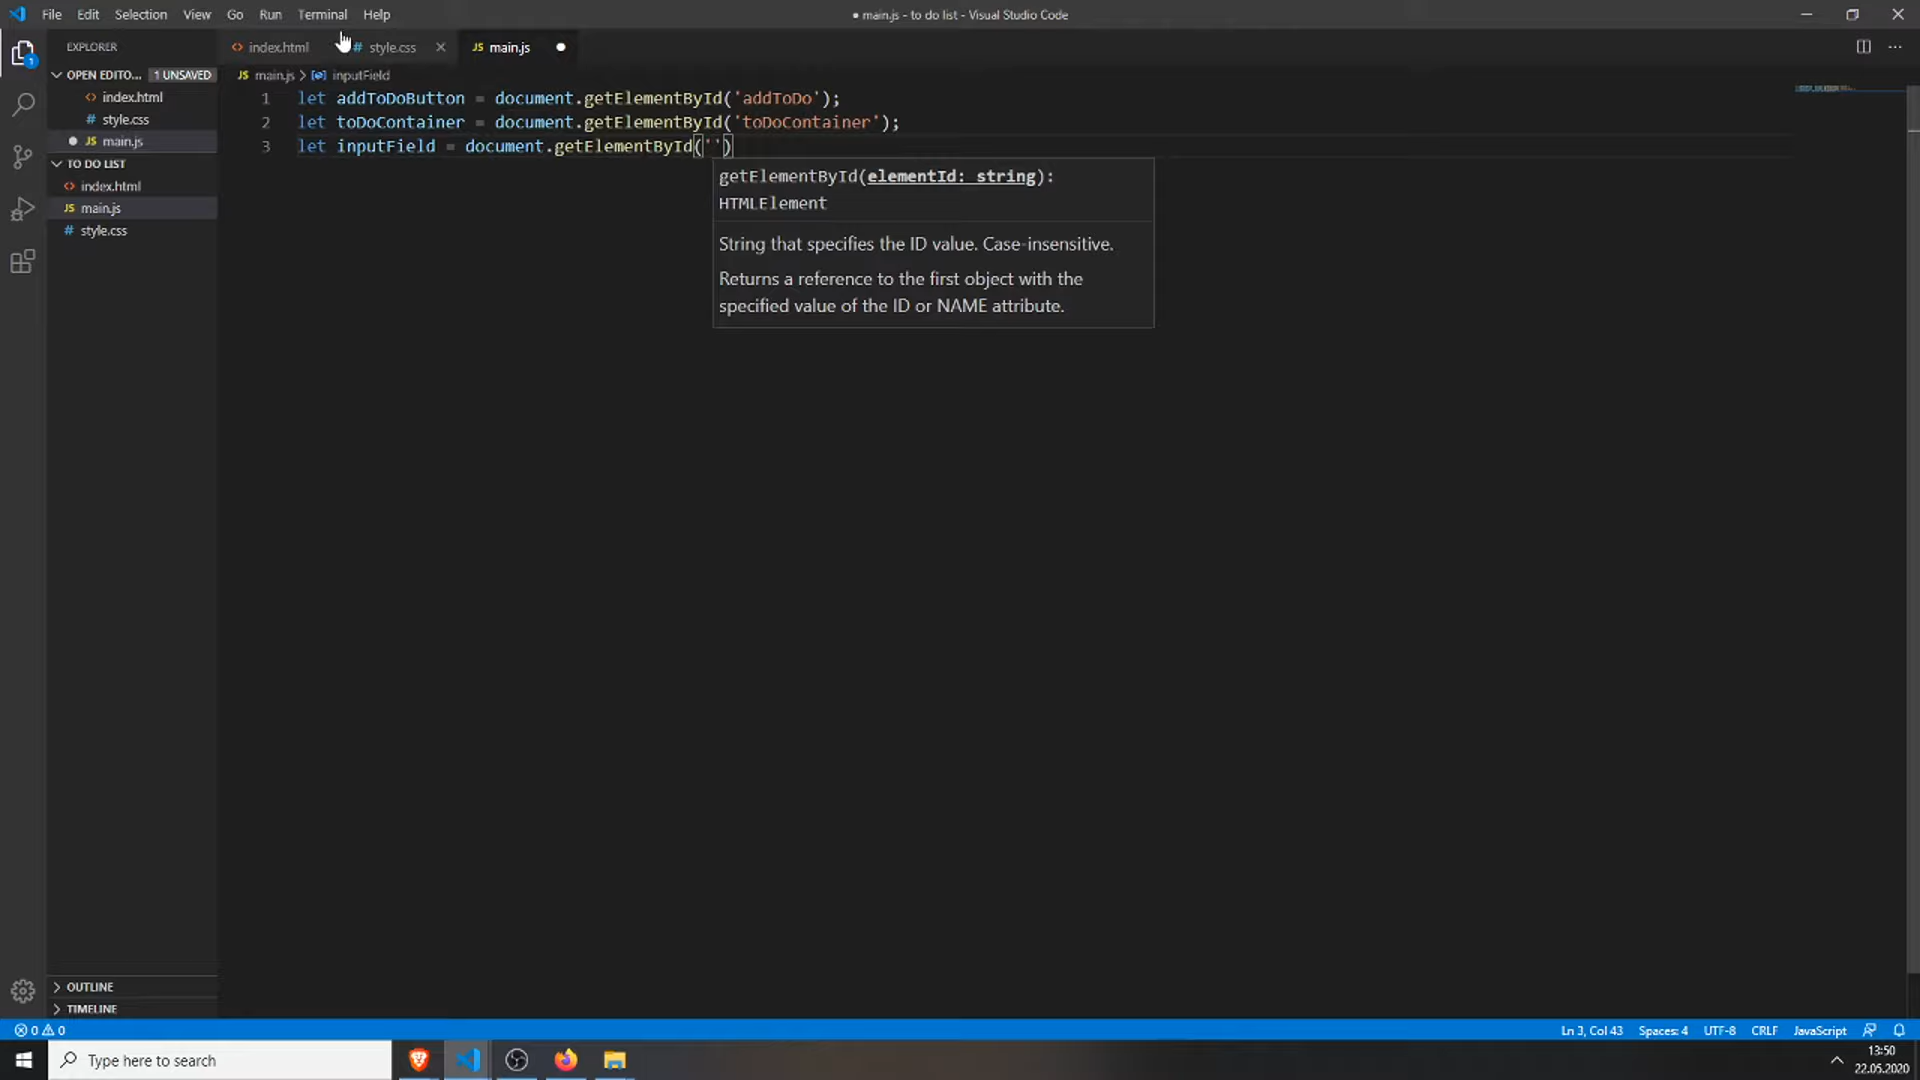 File Edit Selection View Go Run Terminal Help
● main.js - to do list - Visual Studio Code
EXPLORER
OPEN EDITO... 1 UNSAVED
index.html
# style.css
● JS main.js
TO DO LIST
<> index.html
JS main.js
# style.css
OUTLINE
TIMELINE
<> index.html
# style.css ×
JS main.js ●
JS main.js > inputField
1 let addToDoButton = document.getElementById('addToDo');
2 let toDoContainer = document.getElementById('toDoContainer');
3 let inputField = document.getElementById('')
getElementById(elementId: string):
HTMLElement
String that specifies the ID value. Case-insensitive.
Returns a reference to the first object with the
specified value of the ID or NAME attribute.
1
0 0
Ln 3, Col 43 Spaces: 4 UTF-8 CRLF JavaScript
Type here to search
13:50
22.05.2020